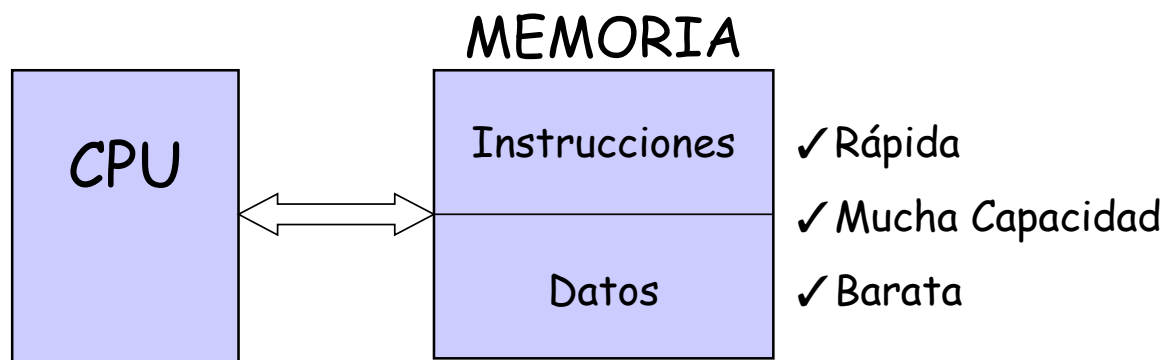 MEMORIA
CPU
Instrucciones
Datos
✓Rápida
✓Mucha Capacidad
✓Barata